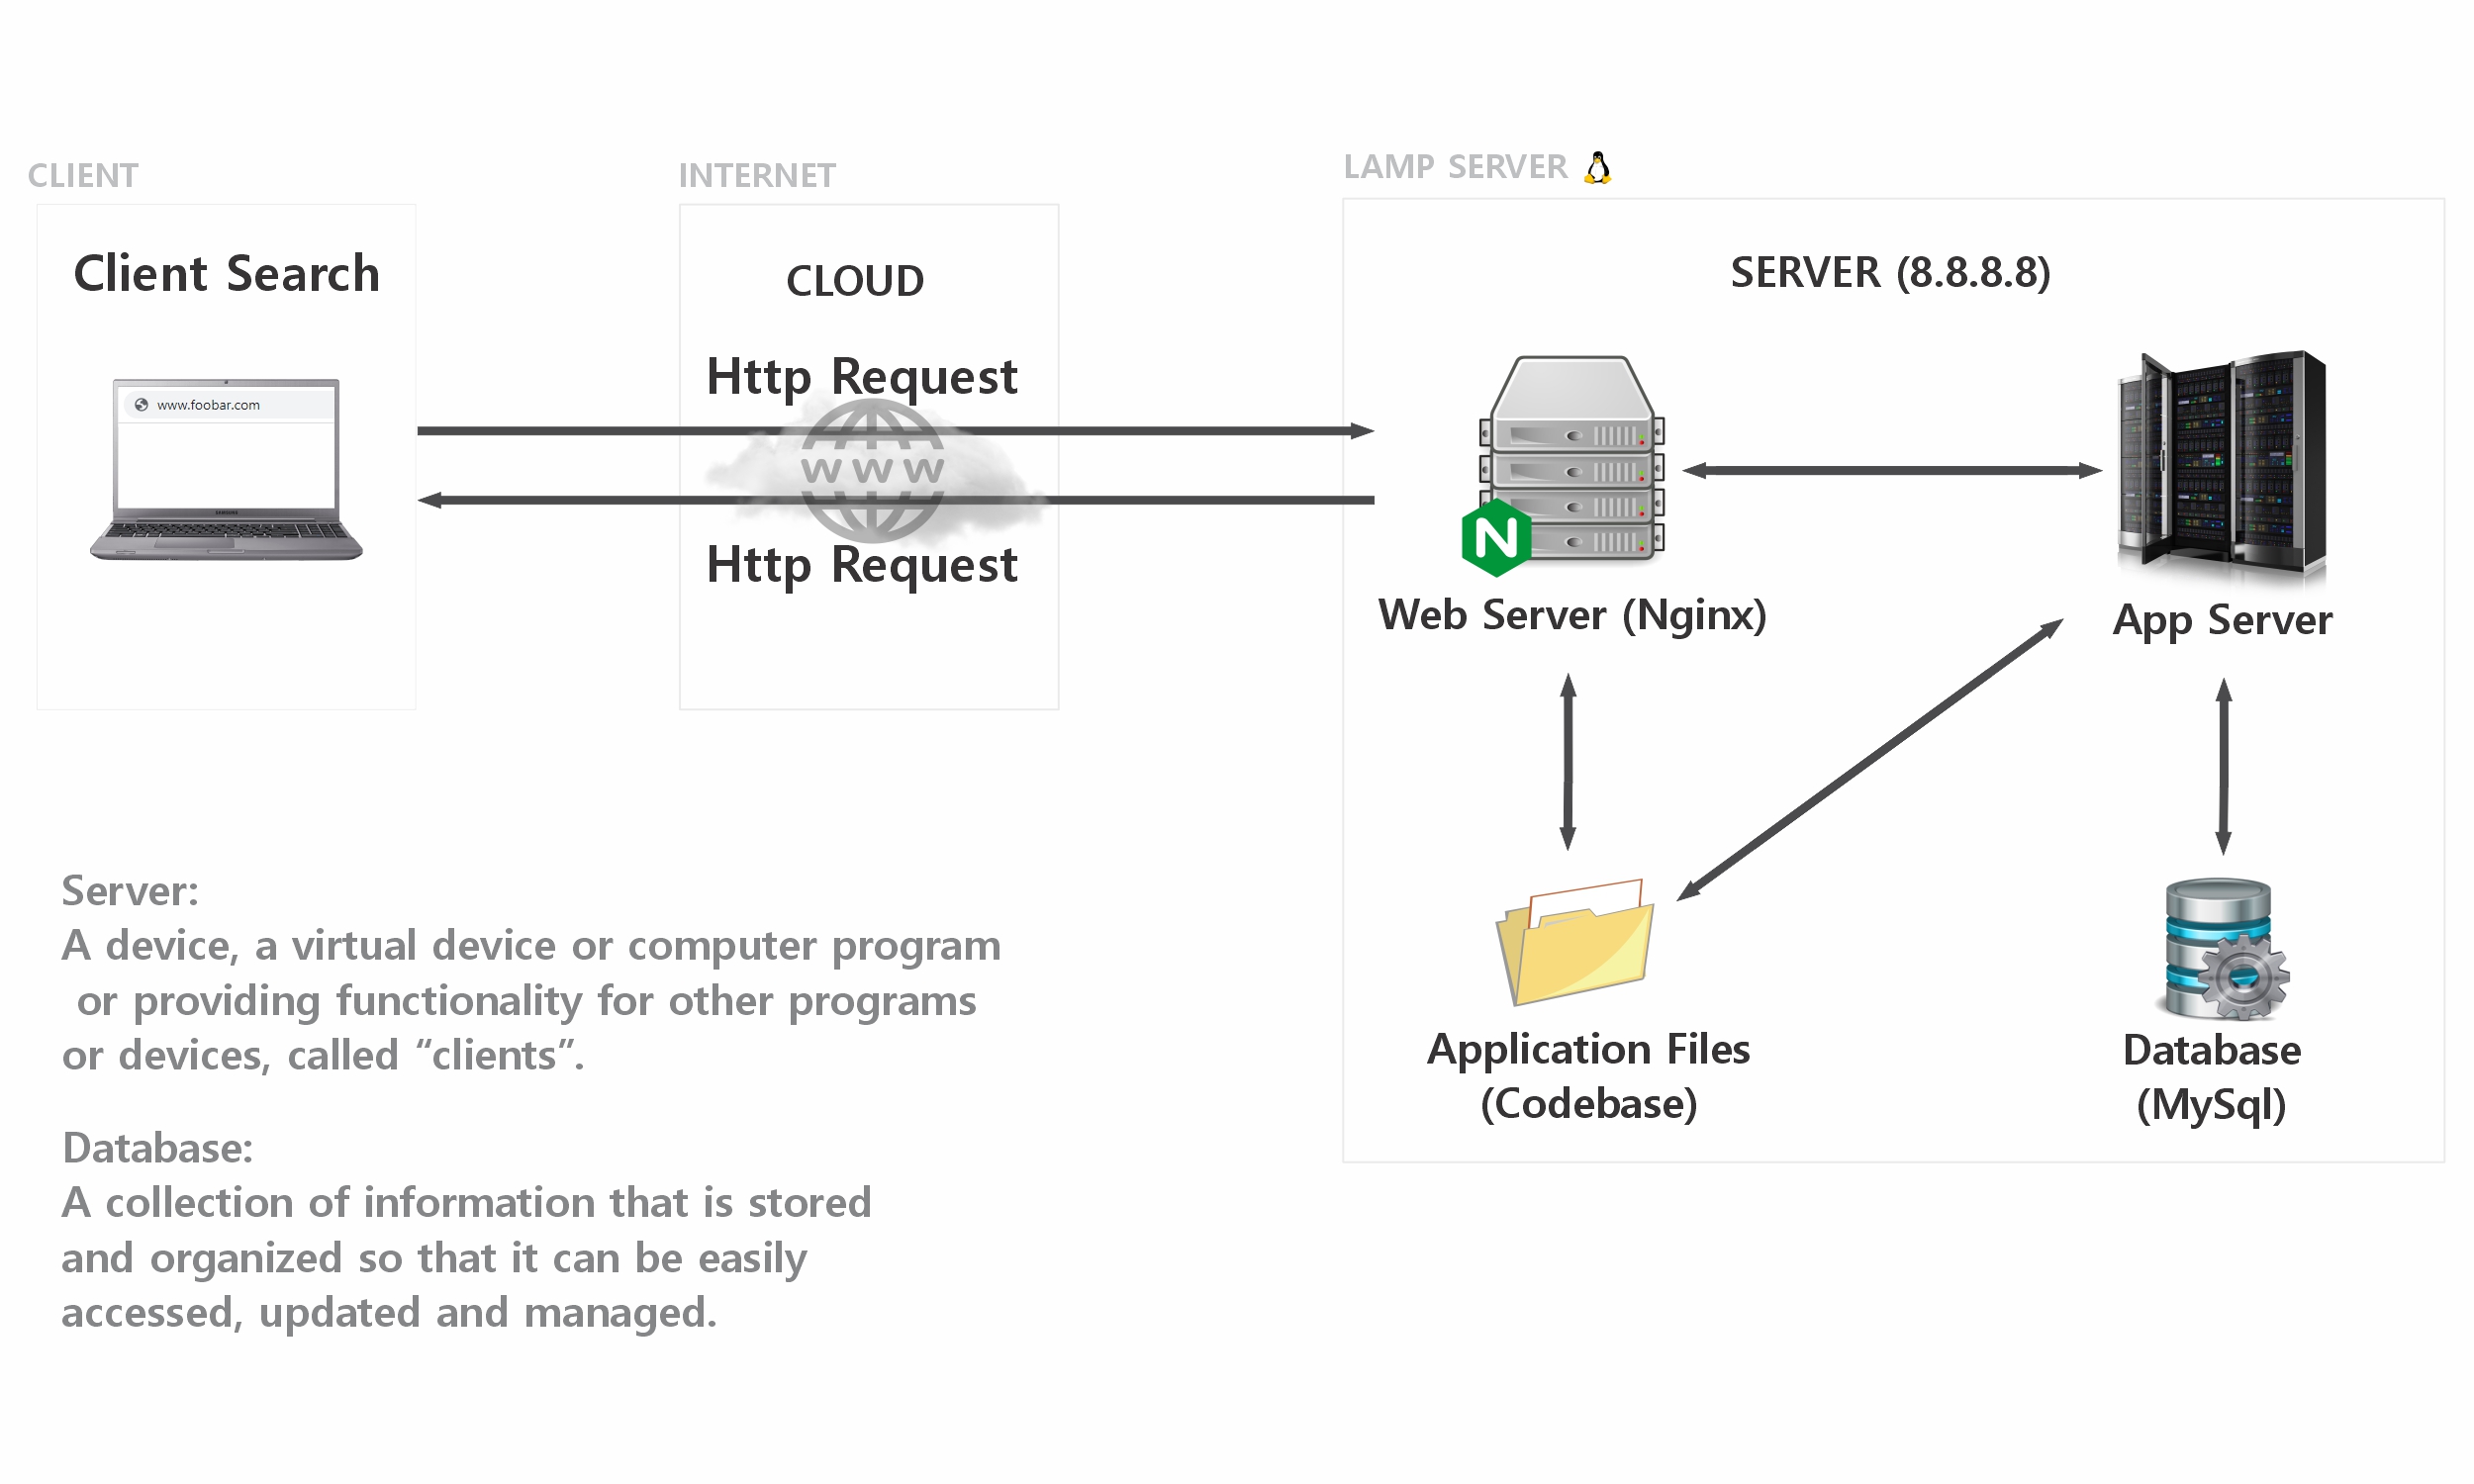 CLIENT
INTERNET
LAMP SERVER
Client Search
CLOUD
SERVER (8.8.8.8)
Http Request
www.foobar.com
www
Http Request
N
Web Server (Nginx)
App Server
Application Files
(Codebase)
Database
(MySql)
Server:
A device, a virtual device or computer program
or providing functionality for other programs
or devices, called “clients”.
Database:
A collection of information that is stored
and organized so that it can be easily
accessed, updated and managed.